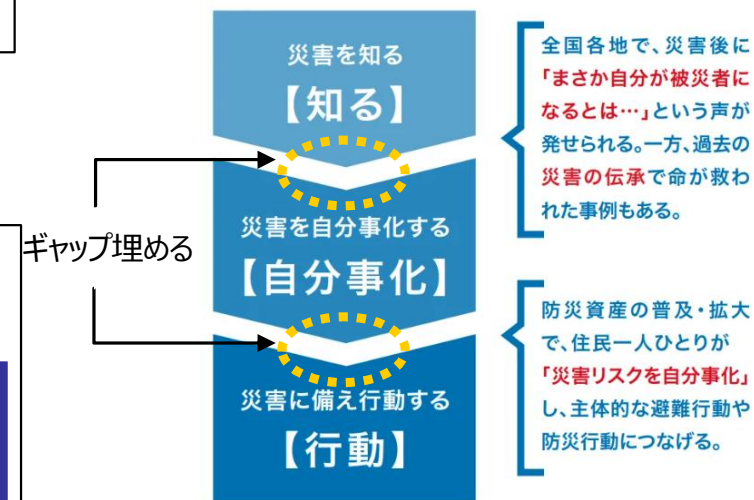 災害を知る
【知る】
ギャップ埋める
災害を自分事化する
【自分事化】
災害に備え行動する
【行動】
全国各地で、災害後に
「まさか自分が被災者に
なるとは…」という声が
発せられる。一方、過去の
災害の伝承で命が救わ
れた事例もある。
防災資産の普及・拡大
で、住民一人ひとりが
「災害リスクを自分事化」
し、主体的な避難行動や
防災行動につなげる。